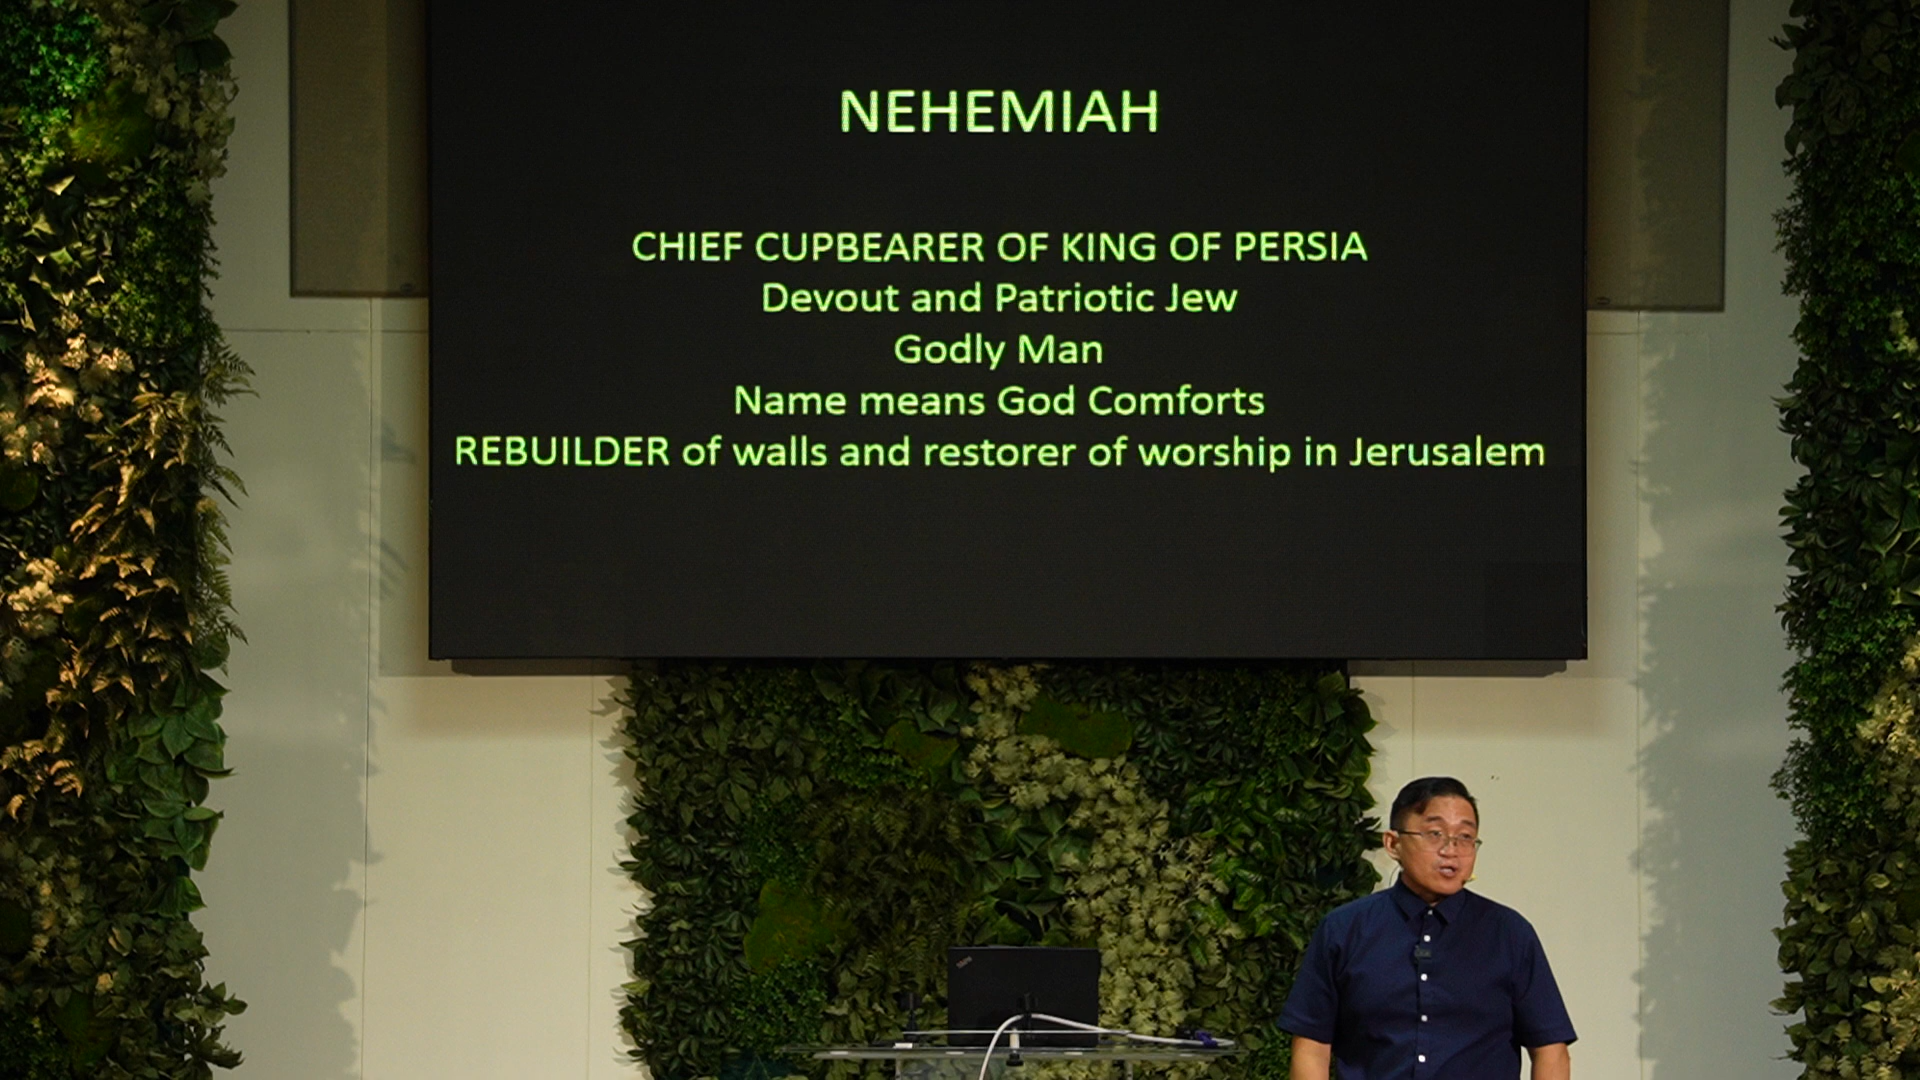 NEHEMIAH
CHIEF CUPBEARER OF KING OF PERSIA
Devout and Patriotic Jew
Godly Man
Name means God Comforts
REBUILDER of walls and restorer of worship in Jerusalem